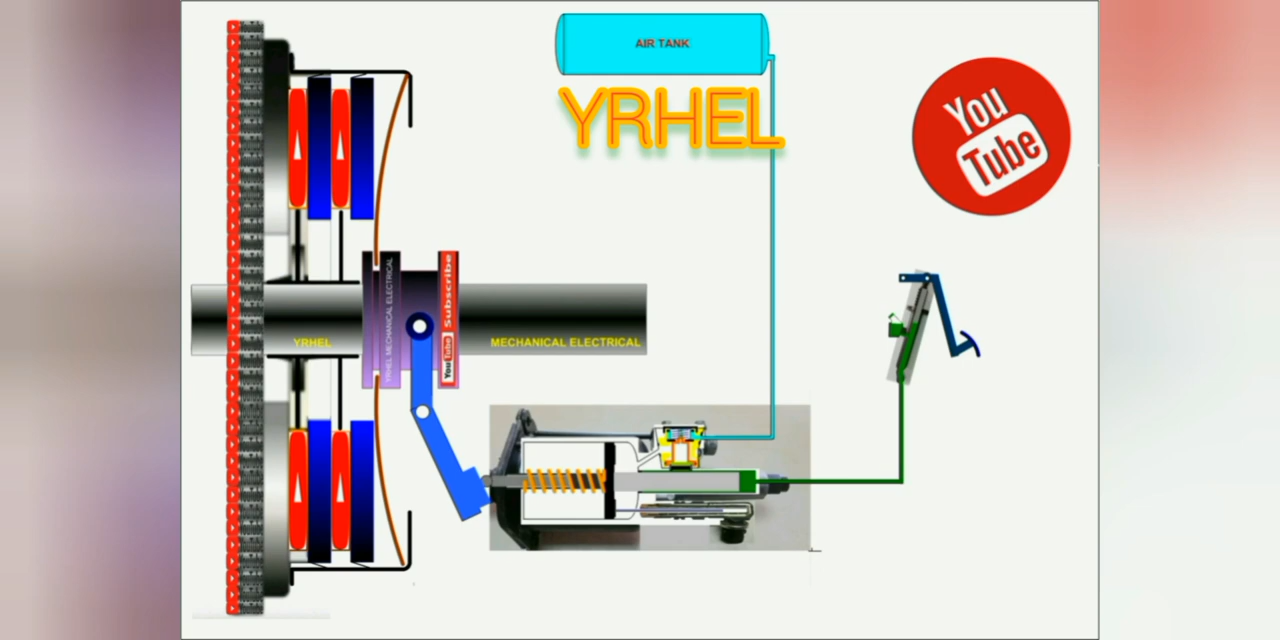 AIR TANK
YRHEL
You
Tube
YRHEL MECHANICAL ELECTRICAL
YouTube Subscribe
YRHEL
MECHANICAL ELECTRICAL